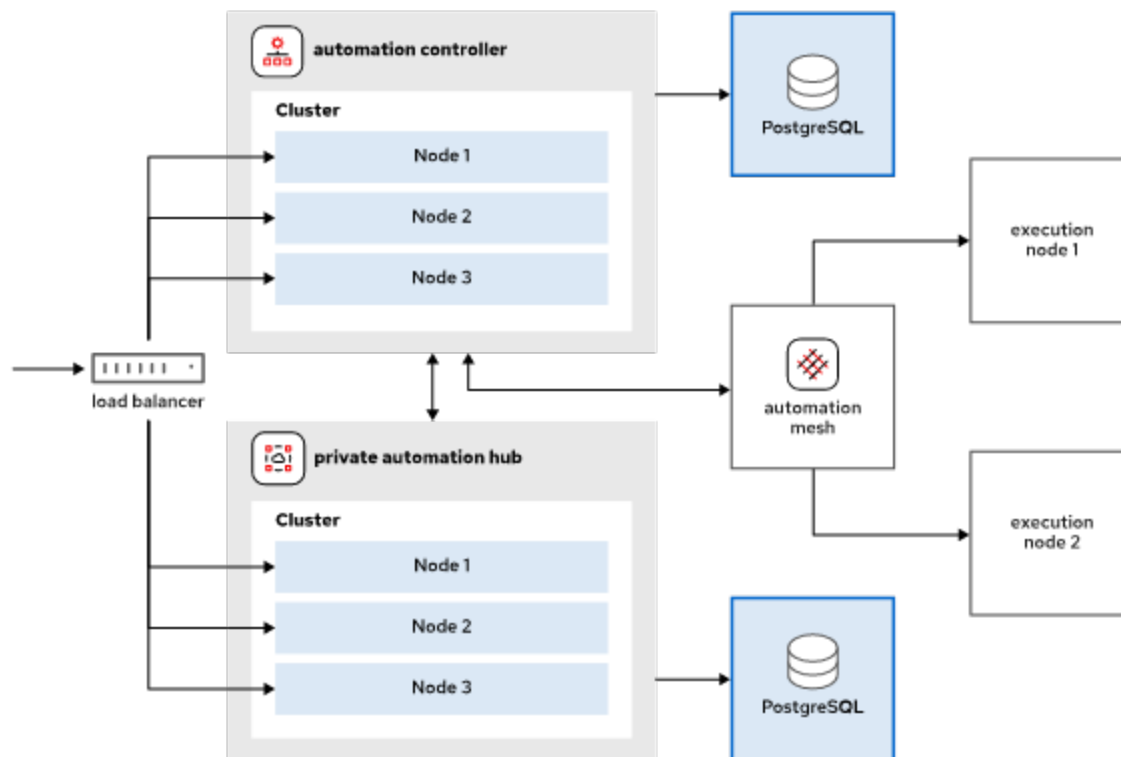 automation controller
Cluster
Node 1
Node 2
Node 3
PostgreSQL
execution
node 1
load balancer
automation
mesh
private automation hub
Cluster
Node 1
Node 2
Node 3
execution
node 2
PostgreSQL